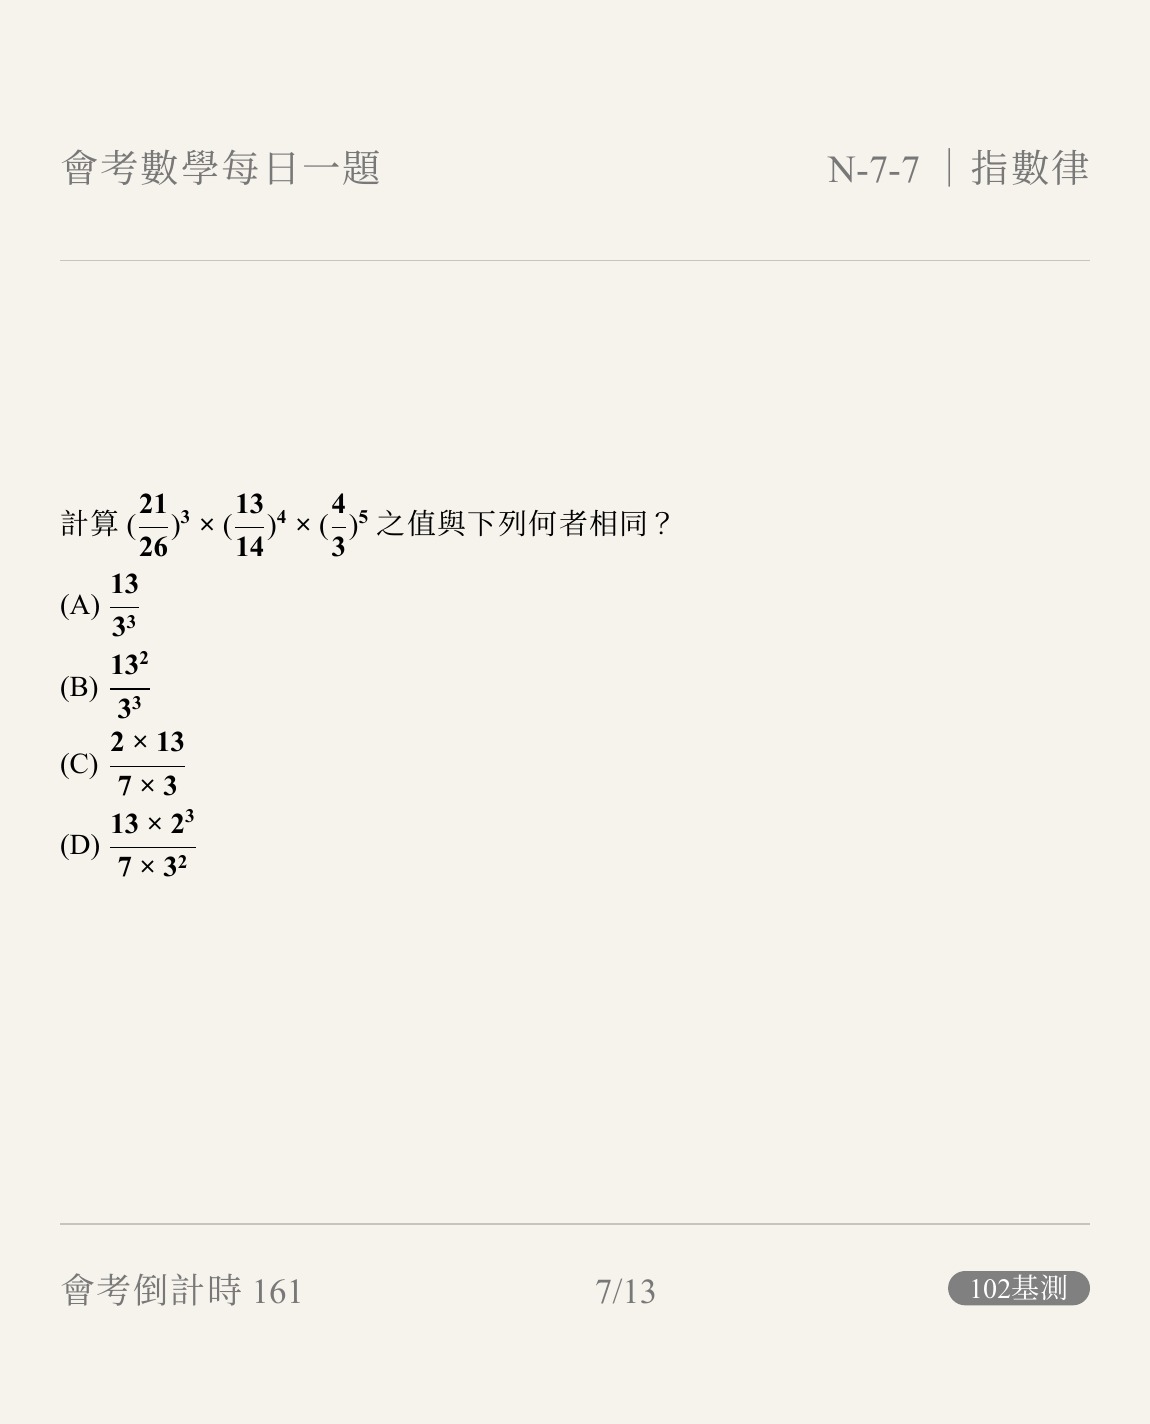 會考數學每日一題
N-7-7 ｜指數律
計算 (21/26)³ × (13/14)⁴ × (4/3)⁵ 之值與下列何者相同？
(A) 13/3³
(B) 13²/3³
(C) 2 × 13/7 × 3
(D) 13 × 2³/7 × 3²
會考倒計時 161
7/13
102基測